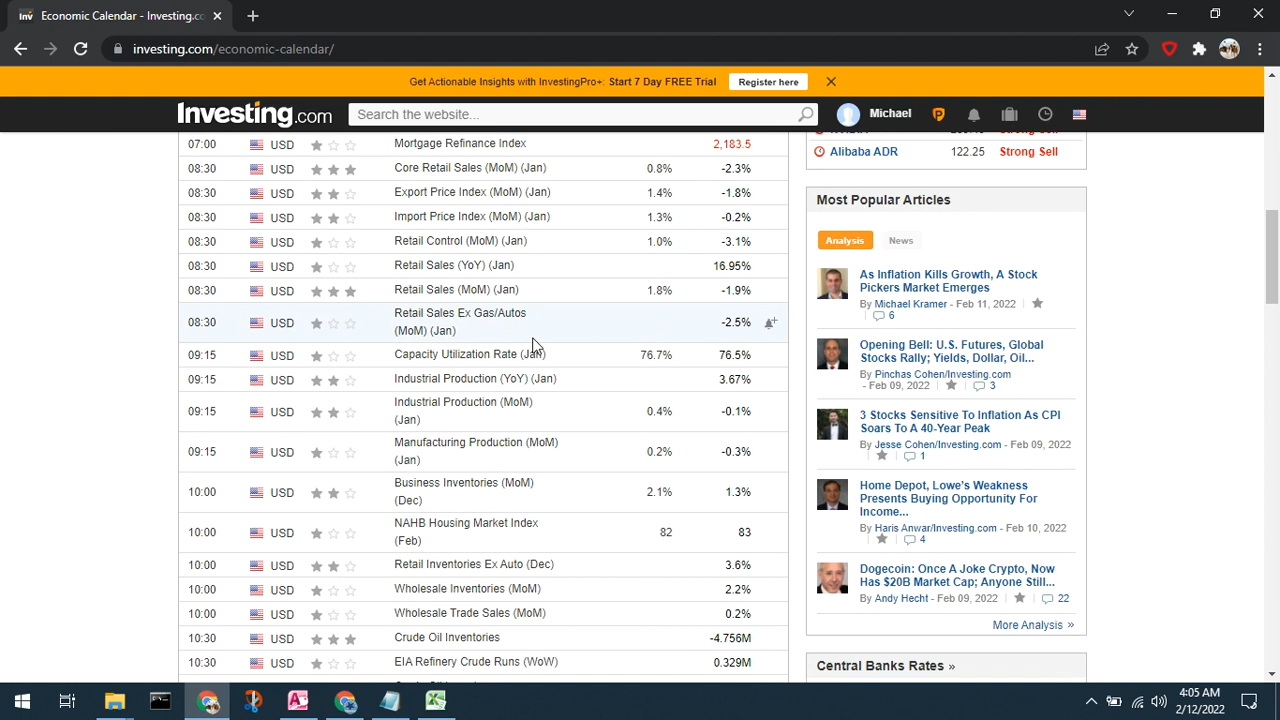 Economic Calendar - Investing.co
investing.com/economic-calendar/
Get Actionable Insights with InvestingPro+: Start 7 Day FREE Trial Register here
Investing.com Search the website... Michael
07:00 USD Mortgage Refinance Index 2,183.5
08:30 USD Core Retail Sales (MoM) (Jan) 0.8% -2.3%
08:30 USD Export Price Index (MoM) (Jan) 1.4% -1.8%
08:30 USD Import Price Index (MoM) (Jan) 1.3% -0.2%
08:30 USD Retail Control (MoM) (Jan) 1.0% -3.1%
08:30 USD Retail Sales (YoY) (Jan) 16.95%
08:30 USD Retail Sales (MoM) (Jan) 1.8% -1.9%
08:30 USD Retail Sales Ex Gas/Autos
(MoM) (Jan) -2.5%
09:15 USD Capacity Utilization Rate (Jan) 76.7% 76.5%
09:15 USD Industrial Production (YoY) (Jan) 3.67%
09:15 USD Industrial Production (MoM)
(Jan) 0.4% -0.1%
09:15 USD Manufacturing Production (MoM)
(Jan) 0.2% -0.3%
10:00 USD Business Inventories (MoM)
(Dec) 2.1% 1.3%
10:00 USD NAHB Housing Market Index
(Feb) 82 83
10:00 USD Retail Inventories Ex Auto (Dec) 3.6%
10:00 USD Wholesale Inventories (MoM) 2.2%
10:00 USD Wholesale Trade Sales (MoM) 0.2%
10:30 USD Crude Oil Inventories -4.756M
10:30 USD EIA Refinery Crude Runs (WoW) 0.329M
Alibaba ADR 122.25 Strong Sell
Most Popular Articles
Analysis News
As Inflation Kills Growth, A Stock
Pickers Market Emerges
By Michael Kramer - Feb 11, 2022
6
Opening Bell: U.S. Futures, Global
Stocks Rally; Yields, Dollar, Oil...
By Pinchas Cohen/Investing.com
- Feb 09, 2022 3
3 Stocks Sensitive To Inflation As CPI
Soars To A 40-Year Peak
By Jesse Cohen/Investing.com - Feb 09, 2022
1
Home Depot, Lowe's Weakness
Presents Buying Opportunity For
Income...
By Haris Anwar/Investing.com - Feb 10, 2022
4
Dogecoin: Once A Joke Crypto, Now
Has $20B Market Cap; Anyone Still...
By Andy Hecht - Feb 09, 2022 22
More Analysis »
Central Banks Rates »
4:05 AM
2/12/2022